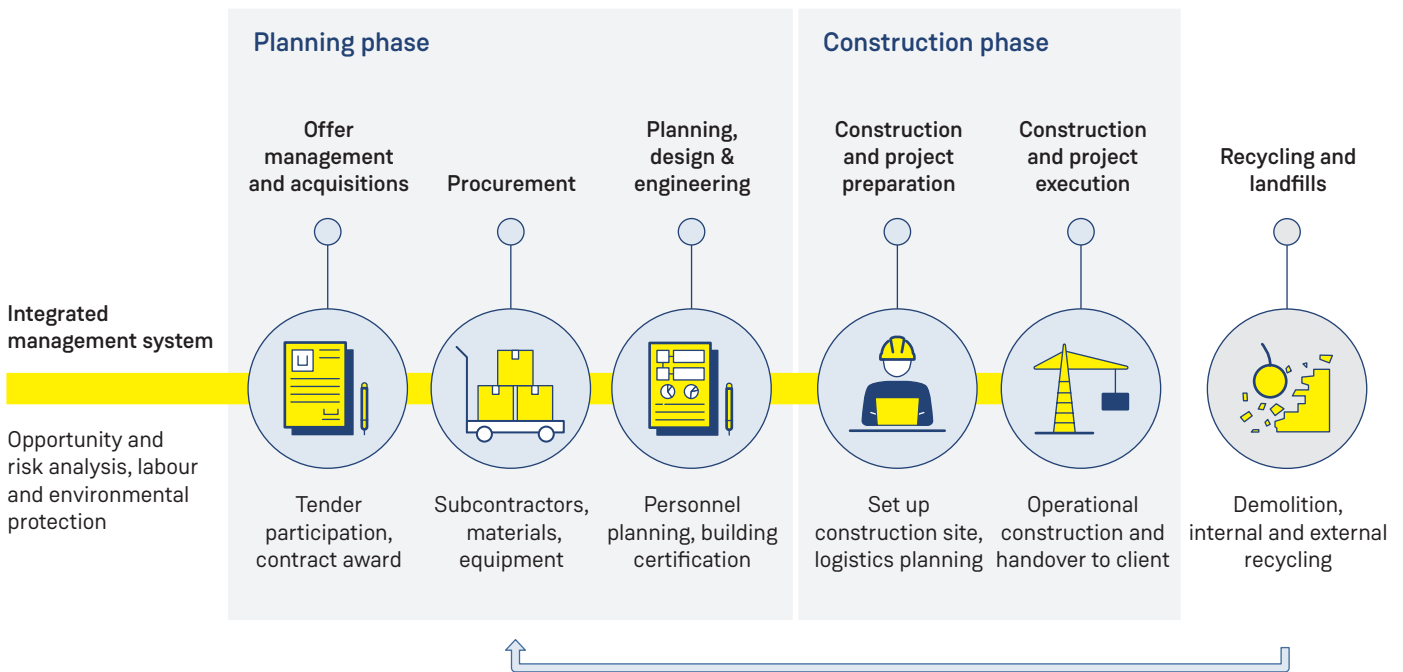 Planning phase
Construction phase
Offer
management
and acquisitions
Procurement
Planning,
design &
engineering
Construction
and project
preparation
Construction
and project
execution
Recycling and
landfills
Integrated
management system
Opportunity and
risk analysis, labour
and environmental
protection
Tender
participation,
contract award
Subcontractors,
materials,
equipment
Personnel
planning, building
certification
Set up
construction site,
logistics planning
Operational
construction and
handover to client
Demolition,
internal and external
recycling